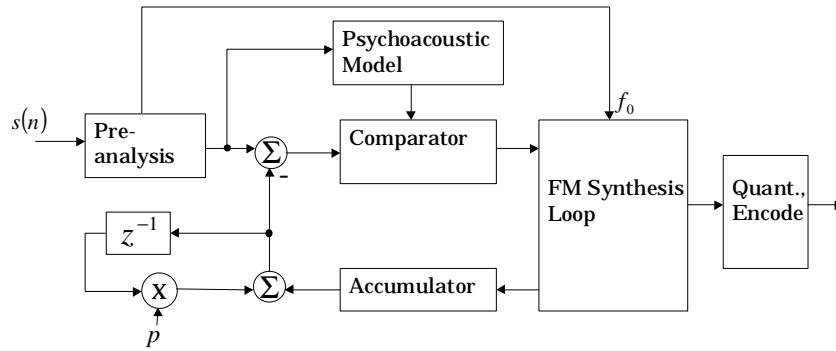 Psychoacoustic
Model
f₀
s(n)
Pre-
analysis
Σ
Comparator
-
FM Synthesis
Loop
Quant.,
Encode
z⁻¹
X
Σ
Accumulator
p